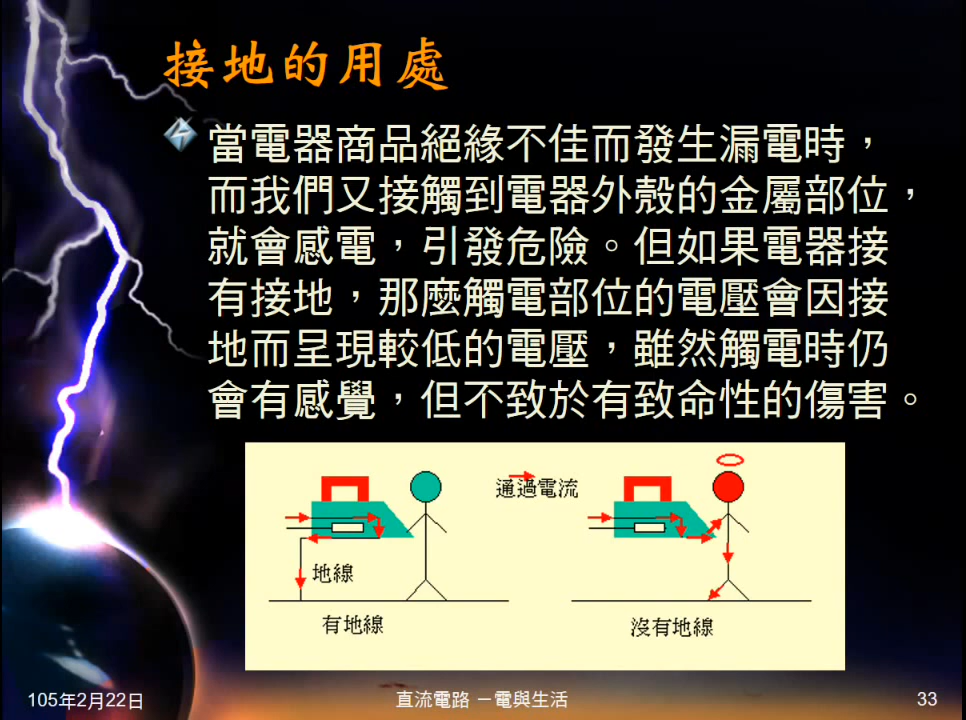 接地的用處
當電器商品絕緣不佳而發生漏電時，
而我們又接觸到電器外殼的金屬部位，
就會感電，引發危險。但如果電器接
有接地，那麼觸電部位的電壓會因接
地而呈現較低的電壓，雖然觸電時仍
會有感覺，但不致於有致命性的傷害。
通過電流
地線
有地線
沒有地線
105年2月22日
直流電路 －電與生活
33